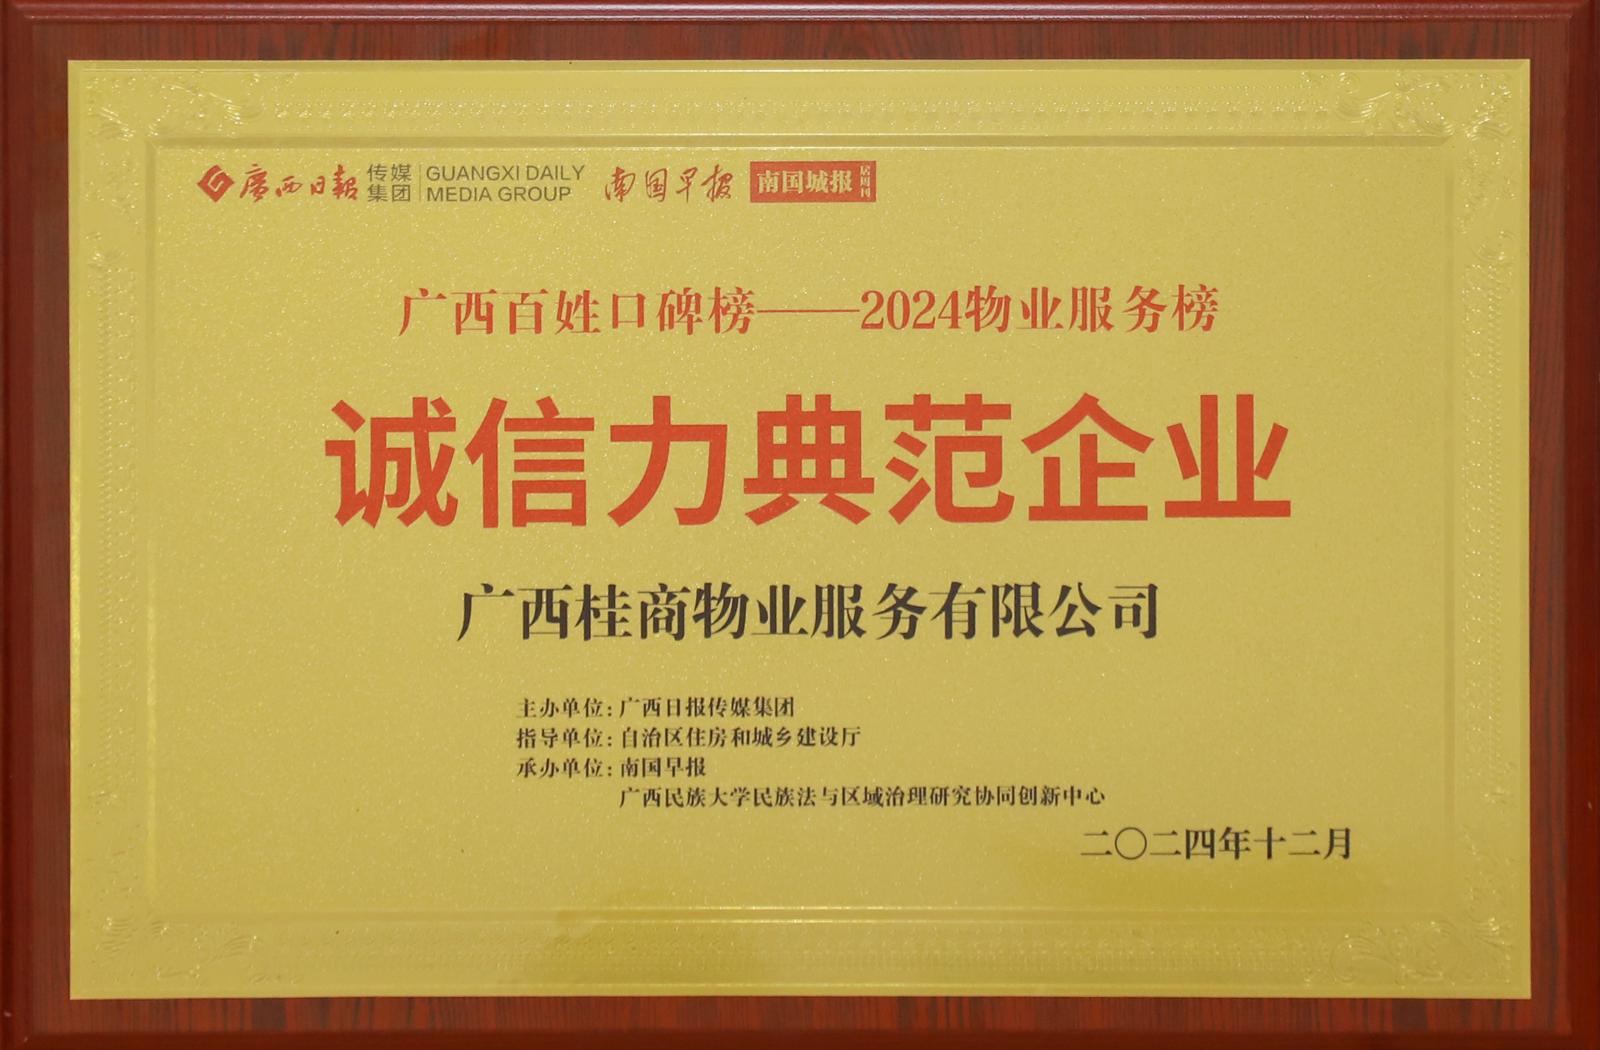 廣西日報 传媒集团 GUANGXI DAILY MEDIA GROUP 南国早报 南国城报 居周刊
广西百姓口碑榜——2024物业服务榜
诚信力典范企业
广西桂商物业服务有限公司
主办单位:广西日报传媒集团
指导单位:自治区住房和城乡建设厅
承办单位:南国早报
广西民族大学民族法与区域治理研究协同创新中心
二〇二四年十二月